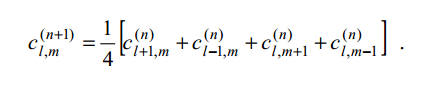 $c_{l,m}^{(n+1)} = \frac{1}{4}\left[c_{l+1,m}^{(n)} + c_{l-1,m}^{(n)} + c_{l,m+1}^{(n)} + c_{l,m-1}^{(n)}\right] \, .$